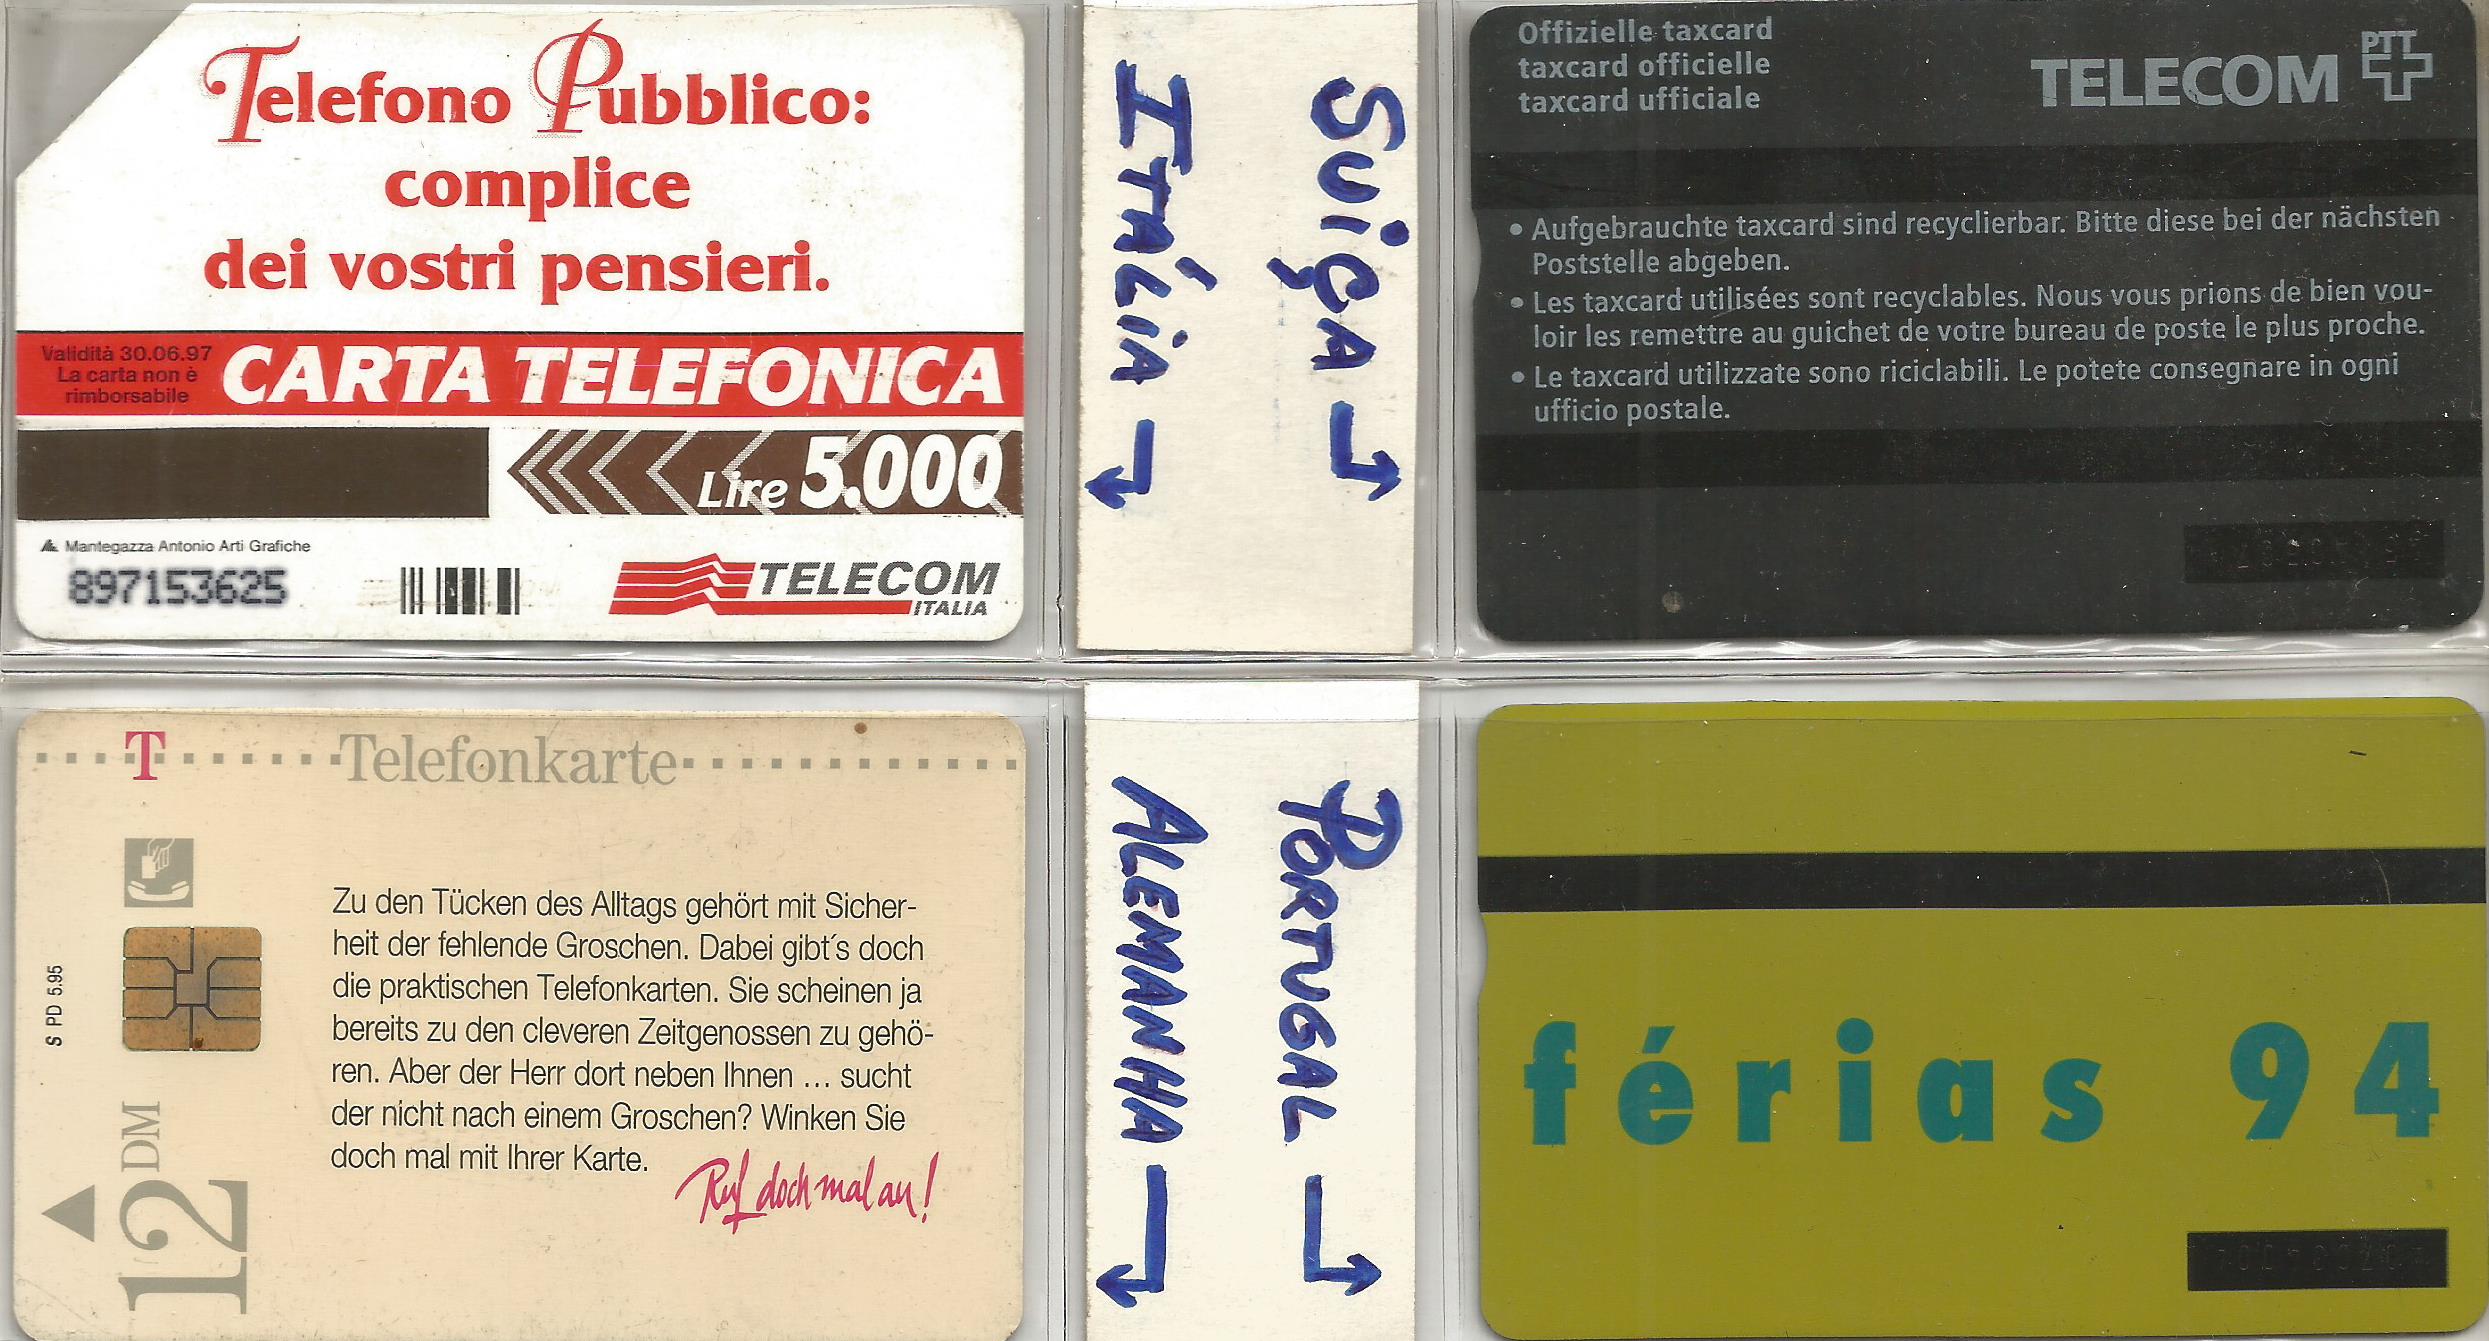 Telefono Pubblico:
complice
dei vostri pensieri.
Validità 30.06.97
La carta non è
rimborsabile
CARTA TELEFONICA
Lire 5.000
Mantegazza Antonio Arti Grafiche
897153625
TELECOM
ITALIA
ITÁLIA
SUIÇA
Offizielle taxcard
taxcard officielle
taxcard ufficiale
PTT
TELECOM
• Aufgebrauchte taxcard sind recyclierbar. Bitte diese bei der nächsten
Poststelle abgeben.
• Les taxcard utilisées sont recyclables. Nous vous prions de bien vou-
loir les remettre au guichet de votre bureau de poste le plus proche.
• Le taxcard utilizzate sono riciclabili. Le potete consegnare in ogni
ufficio postale.
T Telefonkarte
S PD 5.95
12 DM
Zu den Tücken des Alltags gehört mit Sicher-
heit der fehlende Groschen. Dabei gibt´s doch
die praktischen Telefonkarten. Sie scheinen ja
bereits zu den cleveren Zeitgenossen zu gehö-
ren. Aber der Herr dort neben Ihnen ... sucht
der nicht nach einem Groschen? Winken Sie
doch mal mit Ihrer Karte.
Ruf doch mal an!
ALEMANHA
PORTUGAL
férias 94